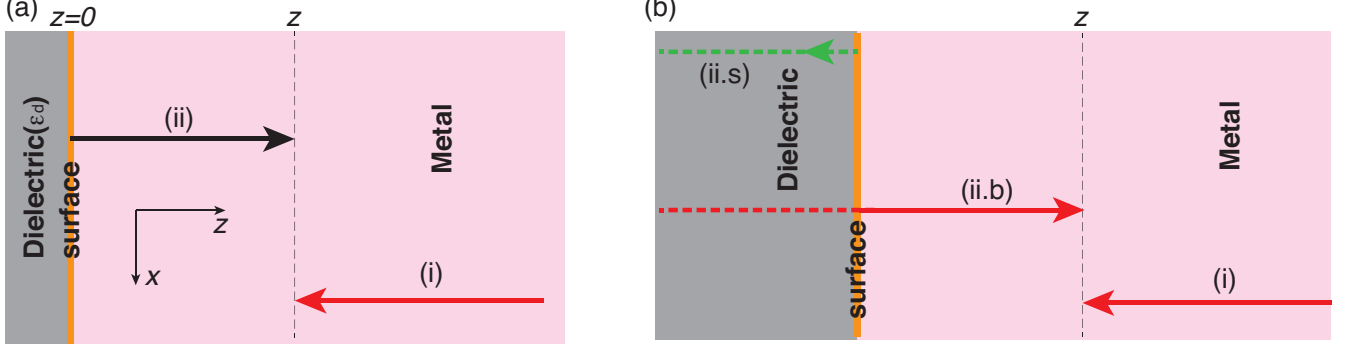 (a)
z=0
z
(ii)
Dielectric(εd)
surface
Metal
z
x
(i)
(b)
z
(ii.s)
Dielectric
Metal
(ii.b)
surface
(i)